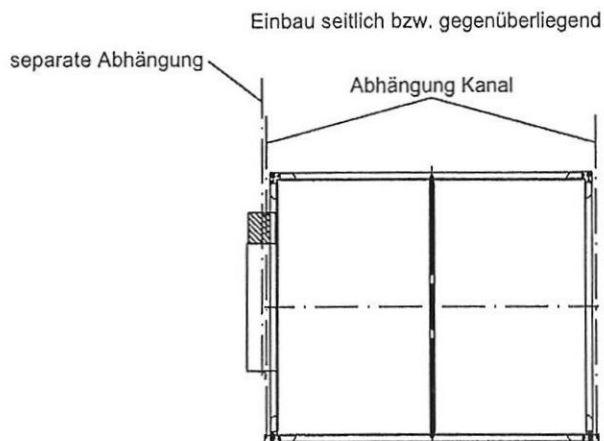 Einbau seitlich bzw. gegenüberliegend
separate Abhängung
Abhängung Kanal